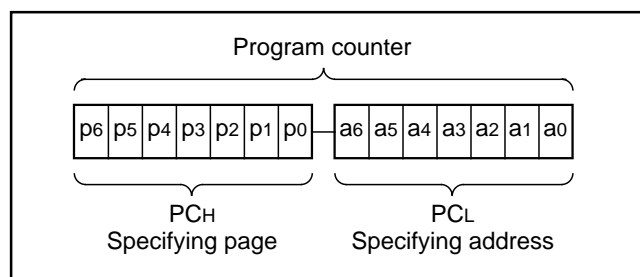 Program counter
p6 p5 p4 p3 p2 p1 p0 a6 a5 a4 a3 a2 a1 a0
PCH PCL
Specifying page Specifying address